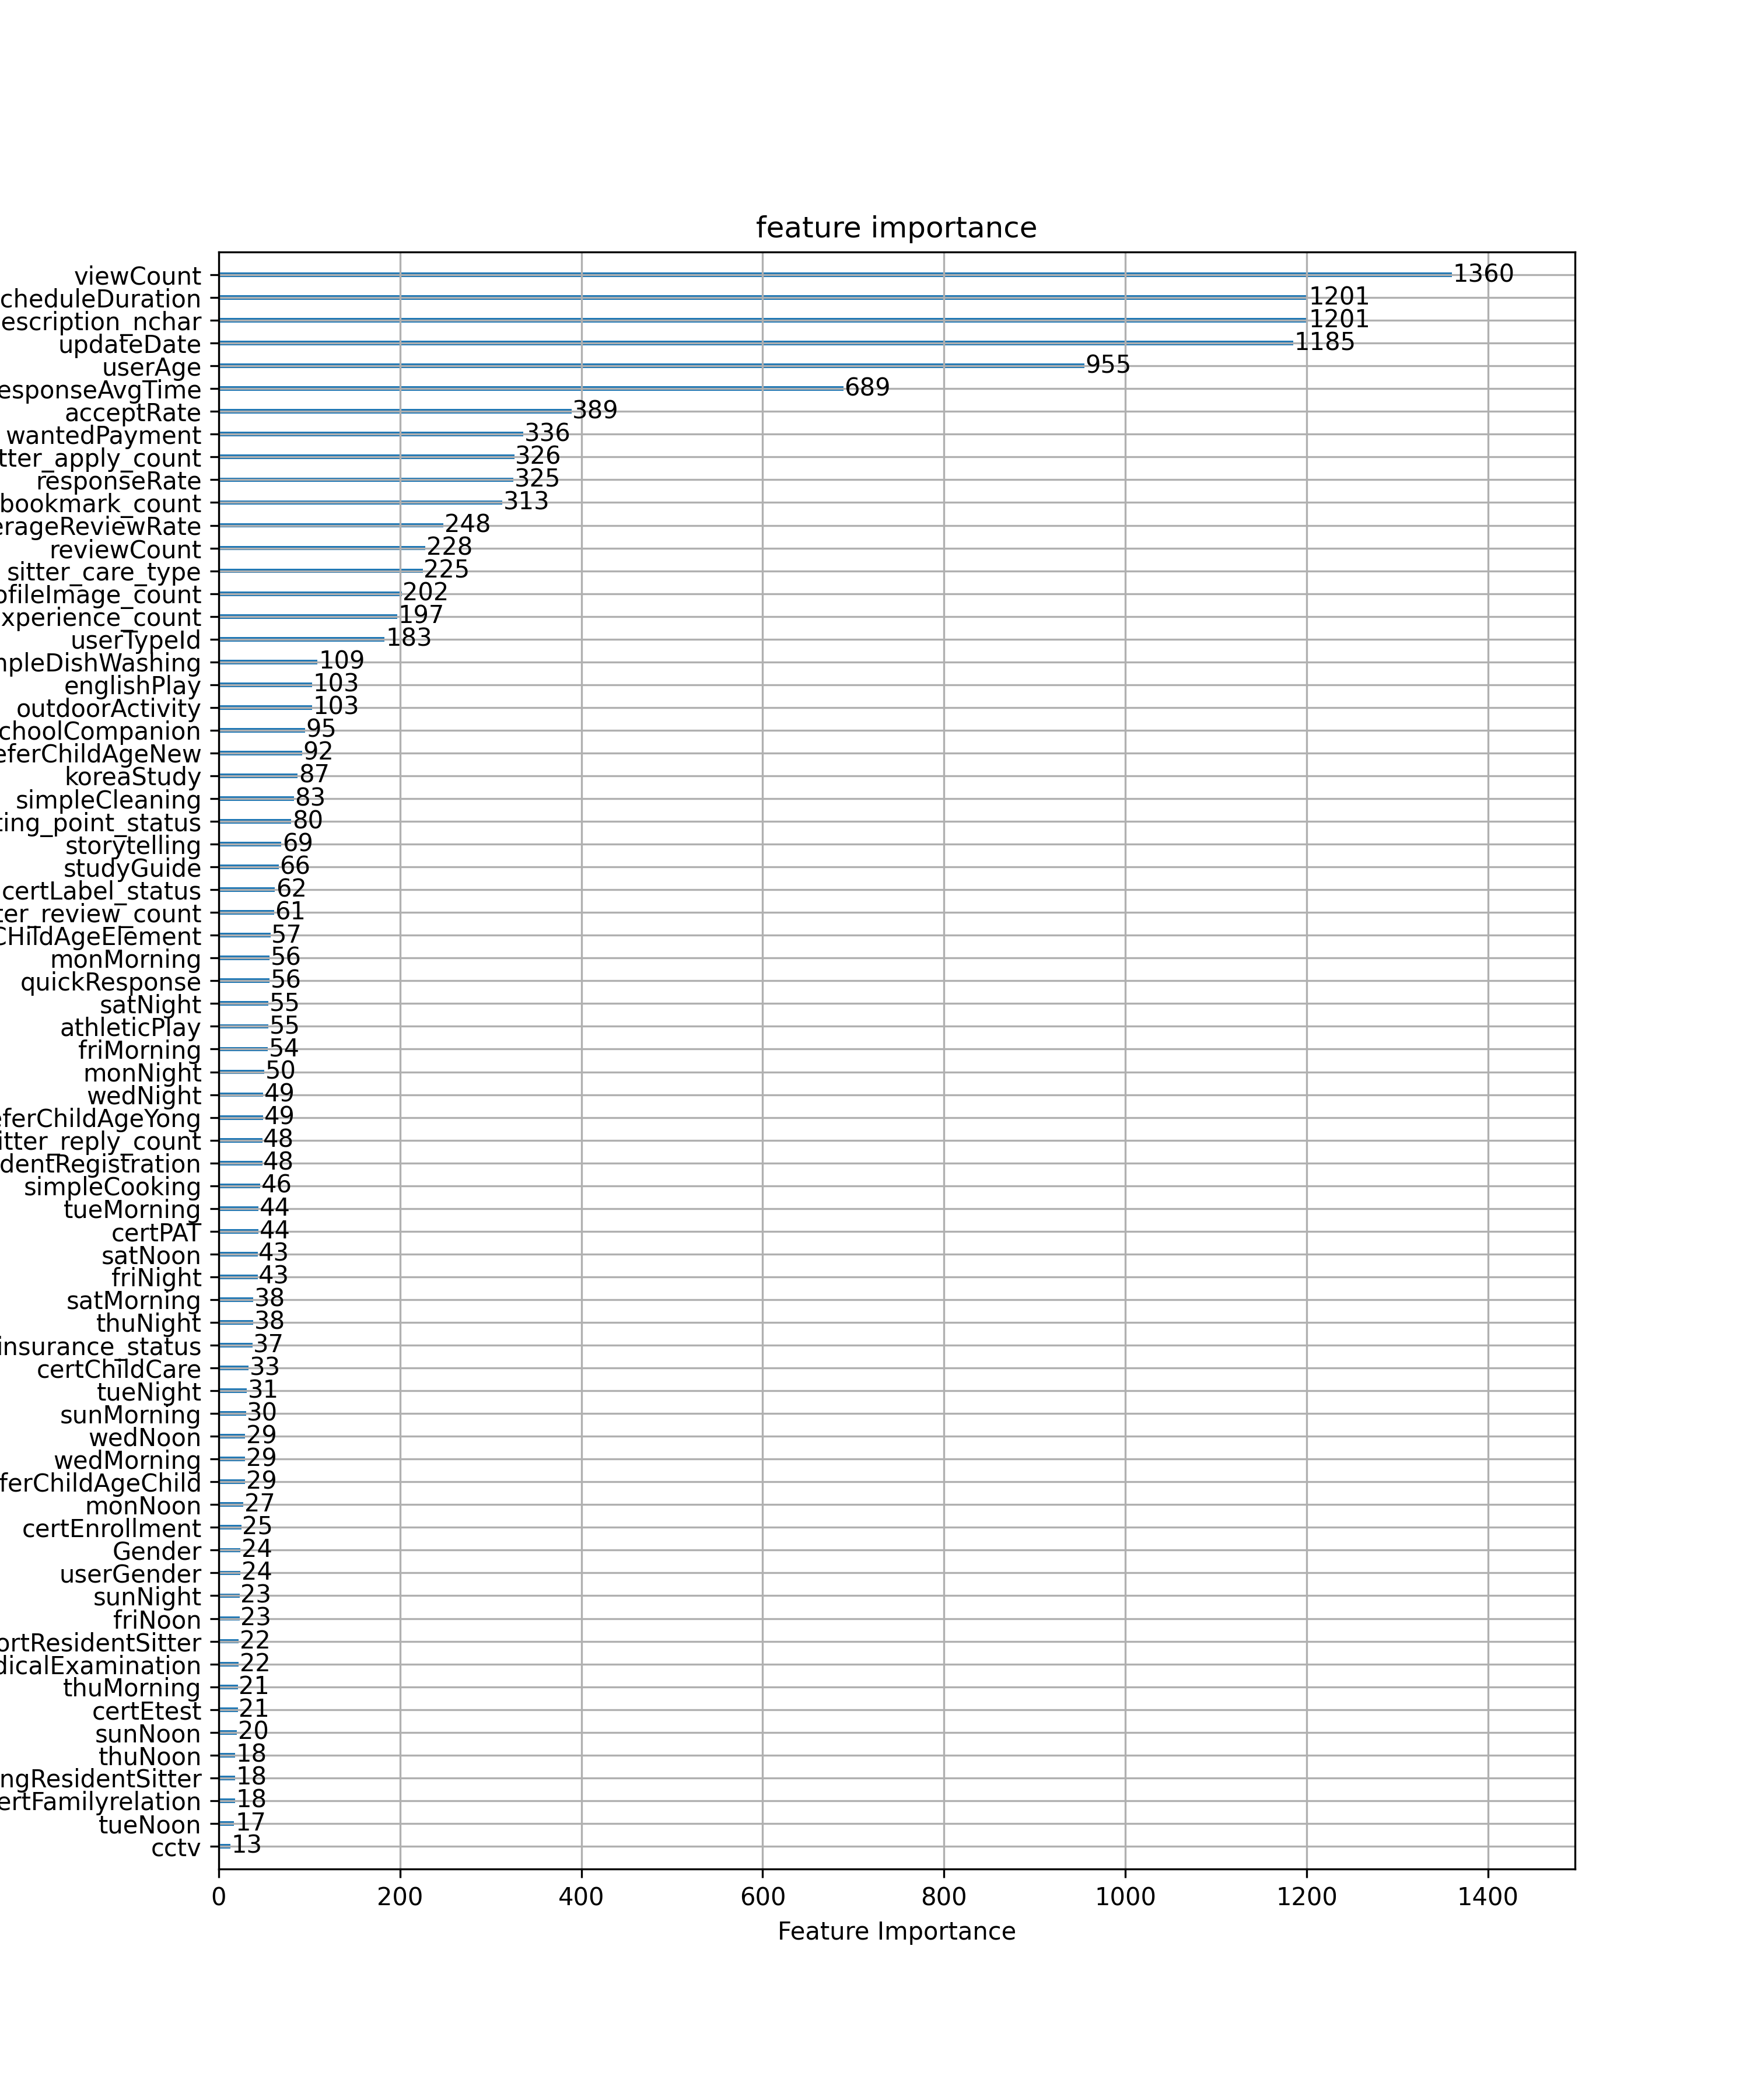 feature importance
viewCount 1360
cheduleDuration 1201
escription_nchar 1201
updateDate 1185
userAge 955
esponseAvgTime 689
acceptRate 389
wantedPayment 336
tter_apply_count 326
responseRate 325
bookmark_count 313
erageReviewRate 248
reviewCount 228
sitter_care_type 225
ofileImage_count 202
xperience_count 197
userTypeId 183
npleDishWashing 109
englishPlay 103
outdoorActivity 103
choolCompanion 95
eferChildAgeNew 92
koreaStudy 87
simpleCleaning 83
ting_point_status 80
storytelling 69
studyGuide 66
certLabel_status 62
ter_review_count 61
CHildAgeElement 57
monMorning 56
quickResponse 56
satNight 55
athleticPlay 55
friMorning 54
monNight 50
wedNight 49
eferChildAgeYong 49
itter_reply_count 48
dentRegistration 48
simpleCooking 46
tueMorning 44
certPAT 44
satNoon 43
friNight 43
satMorning 38
thuNight 38
insurance_status 37
certChildCare 33
tueNight 31
sunMorning 30
wedNoon 29
wedMorning 29
ferChildAgeChild 29
monNoon 27
certEnrollment 25
Gender 24
userGender 24
sunNight 23
friNoon 23
ortResidentSitter 22
dicalExamination 22
thuMorning 21
certEtest 21
sunNoon 20
thuNoon 18
ngResidentSitter 18
ertFamilyrelation 18
tueNoon 17
cctv 13
0 200 400 600 800 1000 1200 1400
Feature Importance